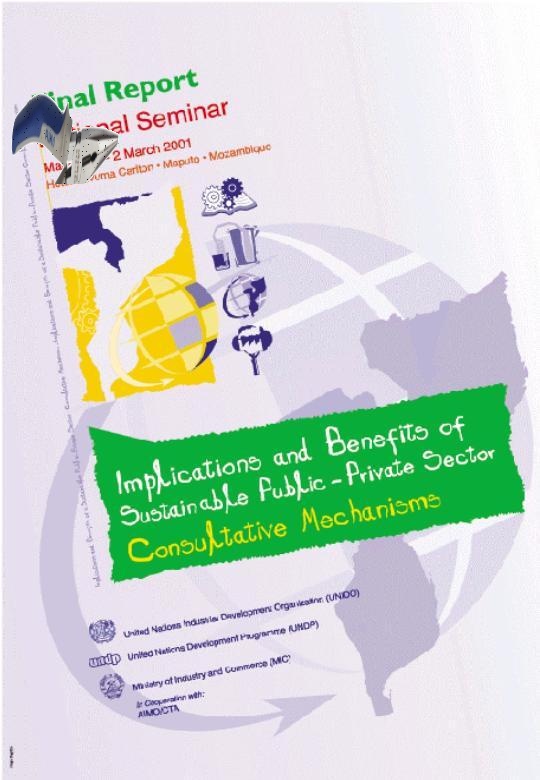 inal Report
onal Seminar
2 March 2001
Carlton • Maputo • Mozambique
Implications and Benefits of
Sustainable Public - Private Sector
Consultative Mechanisms
United Nations Industrial Development Organization (UNIDO)
undp United Nations Development Programme (UNDP)
Ministry of Industry and Commerce (MIC)
In Cooperation with:
AIMO/CTA